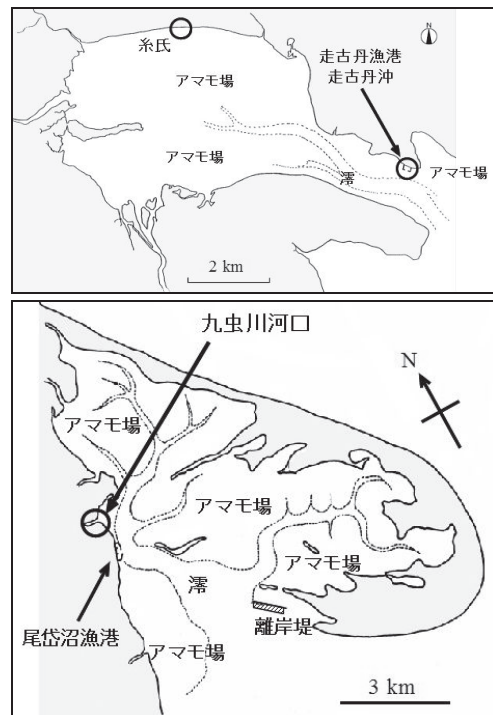 糸氏
N
アマモ場
走古丹漁港
走古丹沖
アマモ場
アマモ場
澪
2 km
九虫川河口
N
アマモ場
アマモ場
アマモ場
澪
離岸堤
尾岱沼漁港
アマモ場
3 km